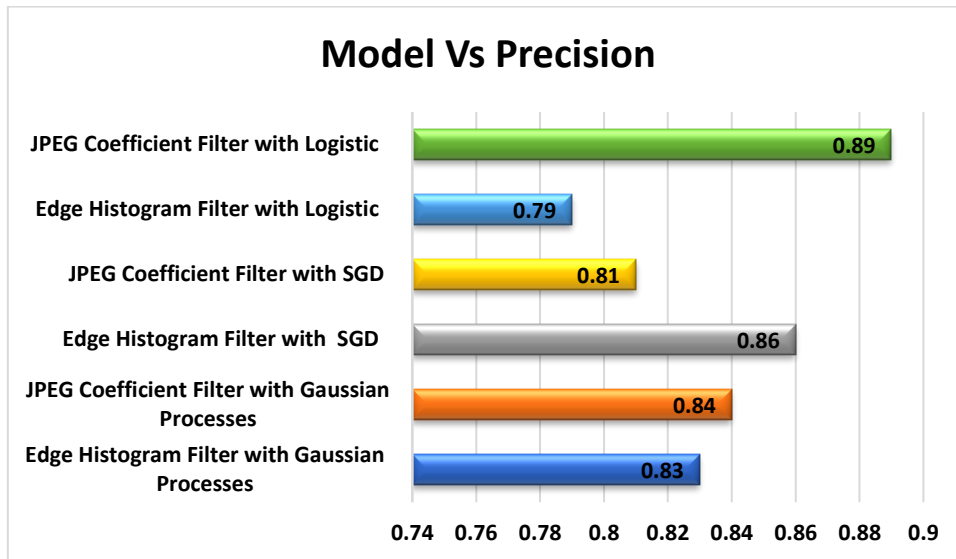 Model Vs Precision
JPEG Coefficient Filter with Logistic
0.89
Edge Histogram Filter with Logistic
0.79
JPEG Coefficient Filter with SGD
0.81
Edge Histogram Filter with  SGD
0.86
JPEG Coefficient Filter with Gaussian
Processes
0.84
Edge Histogram Filter with Gaussian
Processes
0.83
0.74 0.76 0.78 0.8 0.82 0.84 0.86 0.88 0.9